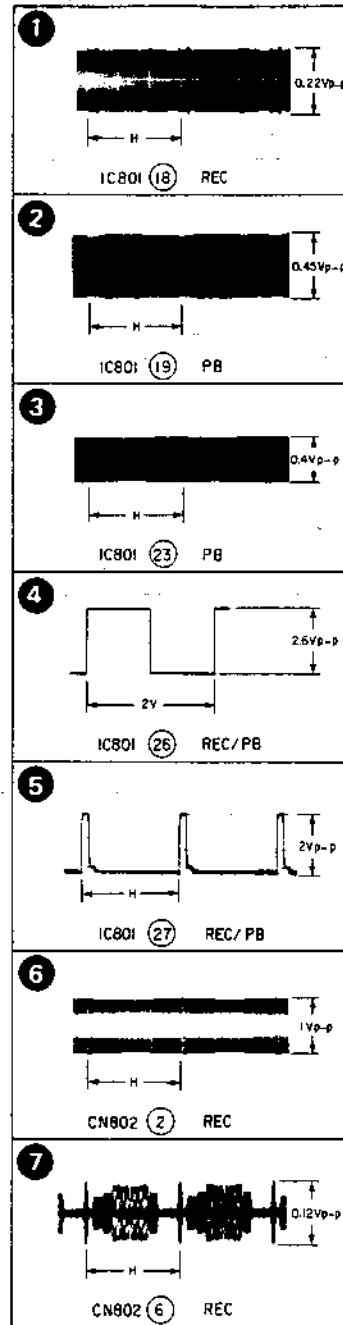 1
0.22Vp-p
H
IC801 18 REC
2
0.45Vp-p
H
IC801 19 PB
3
0.4Vp-p
H
IC801 23 PB
4
2.6Vp-p
2V
IC801 26 REC/PB
5
2Vp-p
H
IC801 27 REC/PB
6
1Vp-p
H
CN802 2 REC
7
0.12Vp-p
H
CN802 6 REC